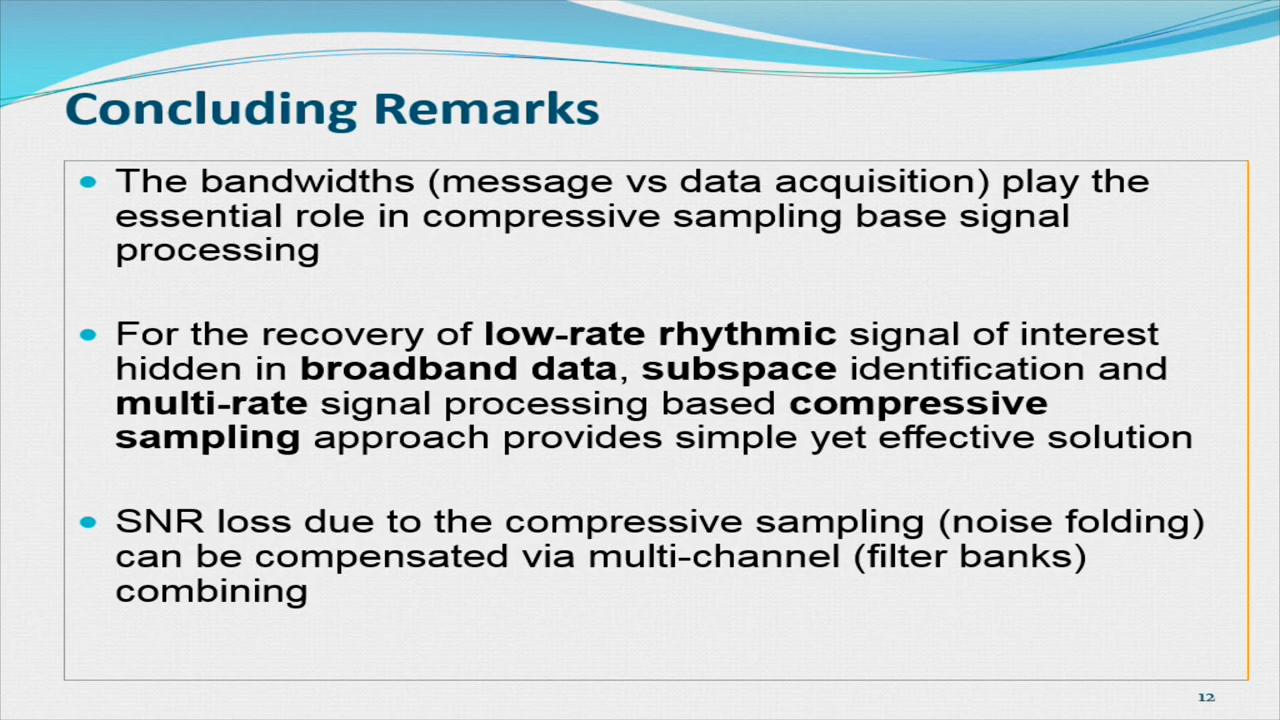 Concluding Remarks
• The bandwidths (message vs data acquisition) play the
essential role in compressive sampling base signal
processing
• For the recovery of low-rate rhythmic signal of interest
hidden in broadband data, subspace identification and
multi-rate signal processing based compressive
sampling approach provides simple yet effective solution
• SNR loss due to the compressive sampling (noise folding)
can be compensated via multi-channel (filter banks)
combining
12